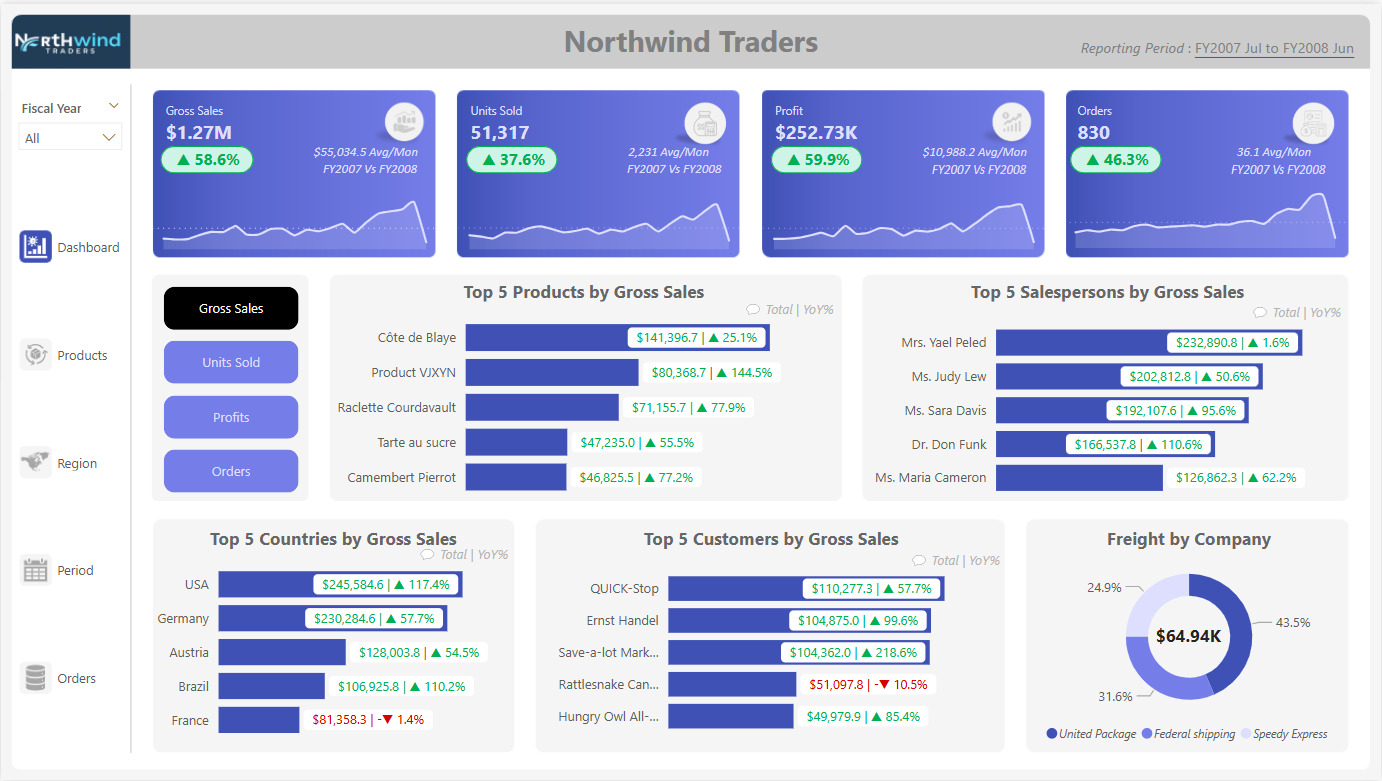 NORTHwind
TRADERS
Northwind Traders
Reporting Period : FY2007 Jul to FY2008 Jun
Fiscal Year
All
Dashboard
Products
Region
Period
Orders
Gross Sales
$1.27M
▲ 58.6%
$55,034.5 Avg/Mon
FY2007 Vs FY2008
Units Sold
51,317
▲ 37.6%
2,231 Avg/Mon
FY2007 Vs FY2008
Profit
$252.73K
▲ 59.9%
$10,988.2 Avg/Mon
FY2007 Vs FY2008
Orders
830
▲ 46.3%
36.1 Avg/Mon
FY2007 Vs FY2008
Gross Sales
Units Sold
Profits
Orders
Top 5 Products by Gross Sales
Total | YoY%
Côte de Blaye $141,396.7 | ▲ 25.1%
Product VJXYN $80,368.7 | ▲ 144.5%
Raclette Courdavault $71,155.7 | ▲ 77.9%
Tarte au sucre $47,235.0 | ▲ 55.5%
Camembert Pierrot $46,825.5 | ▲ 77.2%
Top 5 Salespersons by Gross Sales
Total | YoY%
Mrs. Yael Peled $232,890.8 | ▲ 1.6%
Ms. Judy Lew $202,812.8 | ▲ 50.6%
Ms. Sara Davis $192,107.6 | ▲ 95.6%
Dr. Don Funk $166,537.8 | ▲ 110.6%
Ms. Maria Cameron $126,862.3 | ▲ 62.2%
Top 5 Countries by Gross Sales
Total | YoY%
USA $245,584.6 | ▲ 117.4%
Germany $230,284.6 | ▲ 57.7%
Austria $128,003.8 | ▲ 54.5%
Brazil $106,925.8 | ▲ 110.2%
France $81,358.3 | -▼ 1.4%
Top 5 Customers by Gross Sales
Total | YoY%
QUICK-Stop $110,277.3 | ▲ 57.7%
Ernst Handel $104,875.0 | ▲ 99.6%
Save-a-lot Mark... $104,362.0 | ▲ 218.6%
Rattlesnake Can... $51,097.8 | -▼ 10.5%
Hungry Owl All-... $49,979.9 | ▲ 85.4%
Freight by Company
24.9%
43.5%
$64.94K
31.6%
United Package Federal shipping Speedy Express